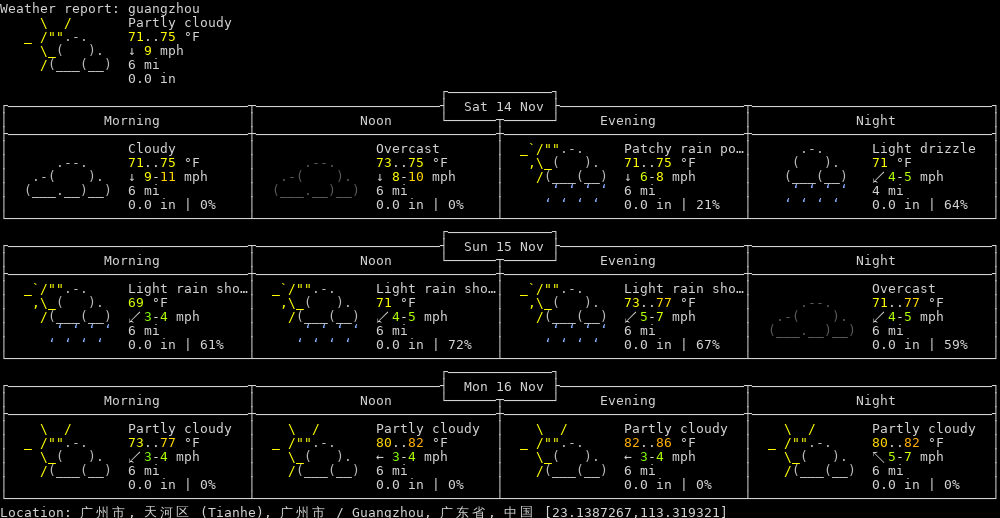 Weather report: guangzhou
Partly cloudy
71..75 °F
↓ 9 mph
6 mi
0.0 in
Sat 14 Nov
Morning Noon Evening Night
Cloudy Overcast Patchy rain po… Light drizzle
71..75 °F 73..75 °F 71..75 °F 71 °F
↓ 9-11 mph ↓ 8-10 mph ↓ 6-8 mph ↙ 4-5 mph
6 mi 6 mi 6 mi 4 mi
0.0 in | 0% 0.0 in | 0% 0.0 in | 21% 0.0 in | 64%
Sun 15 Nov
Morning Noon Evening Night
Light rain sho… Light rain sho… Light rain sho… Overcast
69 °F 71 °F 73..77 °F 71..77 °F
↙ 3-4 mph ↙ 4-5 mph ↙ 5-7 mph ↙ 4-5 mph
6 mi 6 mi 6 mi 6 mi
0.0 in | 61% 0.0 in | 72% 0.0 in | 67% 0.0 in | 59%
Mon 16 Nov
Morning Noon Evening Night
Partly cloudy Partly cloudy Partly cloudy Partly cloudy
73..77 °F 80..82 °F 82..86 °F 80..82 °F
↙ 3-4 mph ← 3-4 mph ← 3-4 mph ↖ 5-7 mph
6 mi 6 mi 6 mi 6 mi
0.0 in | 0% 0.0 in | 0% 0.0 in | 0% 0.0 in | 0%
Location: 广州市, 天河区 (Tianhe), 广州市 / Guangzhou, 广东省, 中国 [23.1387267,113.319321]